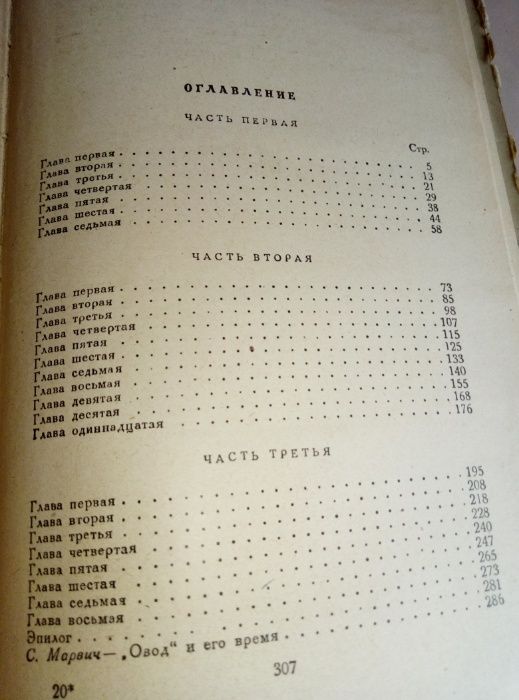 ОГЛАВЛЕНИЕ
ЧАСТЬ ПЕРВАЯ
Стр.
Глава первая . . . 5
Глава вторая . . . 13
Глава третья . . . 21
Глава четвертая . . . 29
Глава пятая . . . 38
Глава шестая . . . 44
Глава седьмая . . . 58
ЧАСТЬ ВТОРАЯ
Глава первая . . . 73
Глава вторая . . . 85
Глава третья . . . 98
Глава четвертая . . . 107
Глава пятая . . . 115
Глава шестая . . . 125
Глава седьмая . . . 133
Глава восьмая . . . 140
Глава девятая . . . 155
Глава десятая . . . 168
Глава одиннадцатая . . . 176
ЧАСТЬ ТРЕТЬЯ
Глава первая . . . 195
Глава вторая . . . 208
Глава третья . . . 218
Глава четвертая . . . 228
Глава пятая . . . 240
Глава шестая . . . 247
Глава седьмая . . . 265
Глава восьмая . . . 273
Эпилог . . . 281
С. Марвич — „Овод“ и его время . . . 286
307
20*